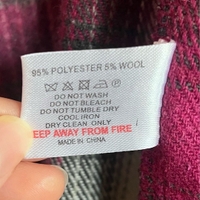 95% POLYESTER 5% WOOL
DO NOT WASH
DO NOT BLEACH
DO NOT TUMBLE DRY
COOL IRON
DRY CLEAN ONLY
EEP AWAY FROM FIRE
MADE IN CHINA